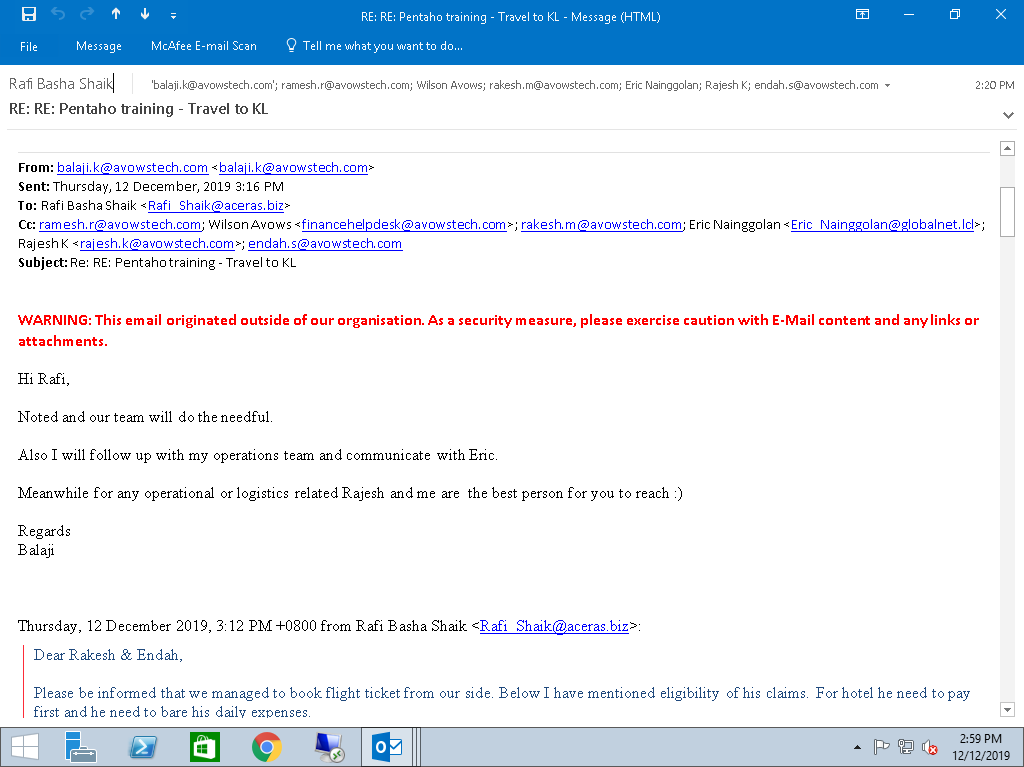 RE: RE: Pentaho training - Travel to KL - Message (HTML)
File Message McAfee E-mail Scan Tell me what you want to do...
Rafi Basha Shaik 'balaji.k@avowstech.com'; ramesh.r@avowstech.com; Wilson Avows; rakesh.m@avowstech.com; Eric Nainggolan; Rajesh K; endah.s@avowstech.com 2:20 PM
RE: RE: Pentaho training - Travel to KL
From: balaji.k@avowstech.com <balaji.k@avowstech.com>
Sent: Thursday, 12 December, 2019 3:16 PM
To: Rafi Basha Shaik <Rafi_Shaik@aceras.biz>
Cc: ramesh.r@avowstech.com; Wilson Avows <financehelpdesk@avowstech.com>; rakesh.m@avowstech.com; Eric Nainggolan <Eric_Nainggolan@globalnet.lcl>;
Rajesh K <rajesh.k@avowstech.com>; endah.s@avowstech.com
Subject: Re: RE: Pentaho training - Travel to KL
WARNING: This email originated outside of our organisation. As a security measure, please exercise caution with E-Mail content and any links or
attachments.
Hi Rafi,
Noted and our team will do the needful.
Also I will follow up with my operations team and communicate with Eric.
Meanwhile for any operational or logistics related Rajesh and me are the best person for you to reach :)
Regards
Balaji
Thursday, 12 December 2019, 3:12 PM +0800 from Rafi Basha Shaik <Rafi_Shaik@aceras.biz>:
Dear Rakesh & Endah,
Please be informed that we managed to book flight ticket from our side. Below I have mentioned eligibility of his claims. For hotel he need to pay
first and he need to bare his daily expenses.
2:59 PM
12/12/2019